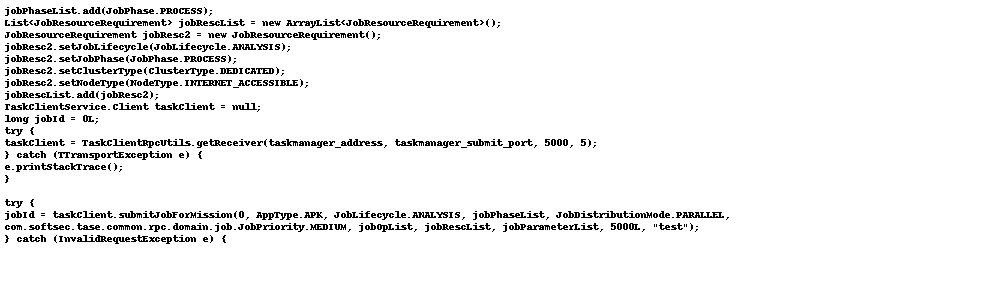 jobPhaseList.add(JobPhase.PROCESS);
List<JobResourceRequirement> jobRescList = new ArrayList<JobResourceRequirement>();
JobResourceRequirement jobResc2 = new JobResourceRequirement();
jobResc2.setJobLifecycle(JobLifecycle.ANALYSIS);
jobResc2.setJobPhase(JobPhase.PROCESS);
jobResc2.setClusterType(ClusterType.DEDICATED);
jobResc2.setNodeType(NodeType.INTERNET_ACCESSIBLE);
jobRescList.add(jobResc2);
TaskClientService.Client taskClient = null;
long jobId = 0L;
try {
taskClient = TaskClientRpcUtils.getReceiver(taskmanager_address, taskmanager_submit_port, 5000, 5);
} catch (TTransportException e) {
e.printStackTrace();
}
try {
jobId = taskClient.submitJobForMission(0, AppType.APK, JobLifecycle.ANALYSIS, jobPhaseList, JobDistributionMode.PARALLEL,
com.softsec.tase.common.rpc.domain.job.JobPriority.MEDIUM, jobOpList, jobRescList, jobParameterList, 5000L, "test");
} catch (InvalidRequestException e) {